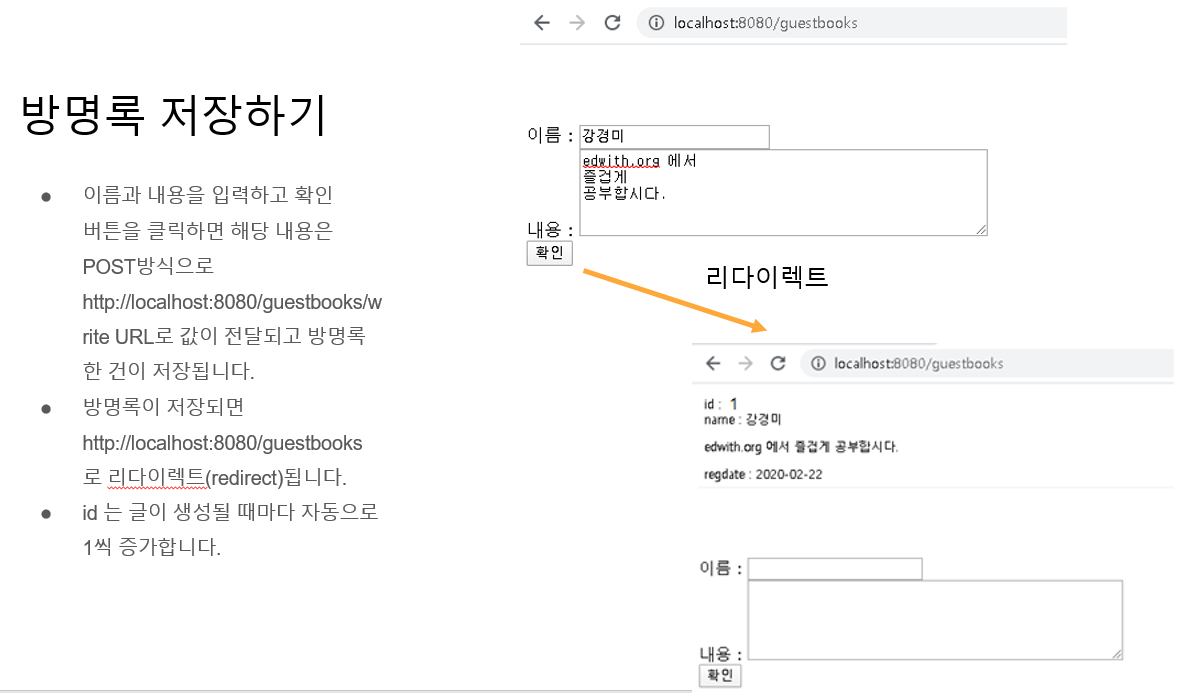 방명록 저장하기
● 이름과 내용을 입력하고 확인
버튼을 클릭하면 해당 내용은
POST방식으로
http://localhost:8080/guestbooks/w
rite URL로 값이 전달되고 방명록
한 건이 저장됩니다.
● 방명록이 저장되면
http://localhost:8080/guestbooks
로 리다이렉트(redirect)됩니다.
● id 는 글이 생성될 때마다 자동으로
1씩 증가합니다.
localhost:8080/guestbooks
이름 : 강경미
edwith.org 에서
즐겁게
공부합시다.
내용 :
확인
리다이렉트
localhost:8080/guestbooks
id : 1
name : 강경미
edwith.org 에서 즐겁게 공부합시다.
regdate : 2020-02-22
이름 :
내용 :
확인